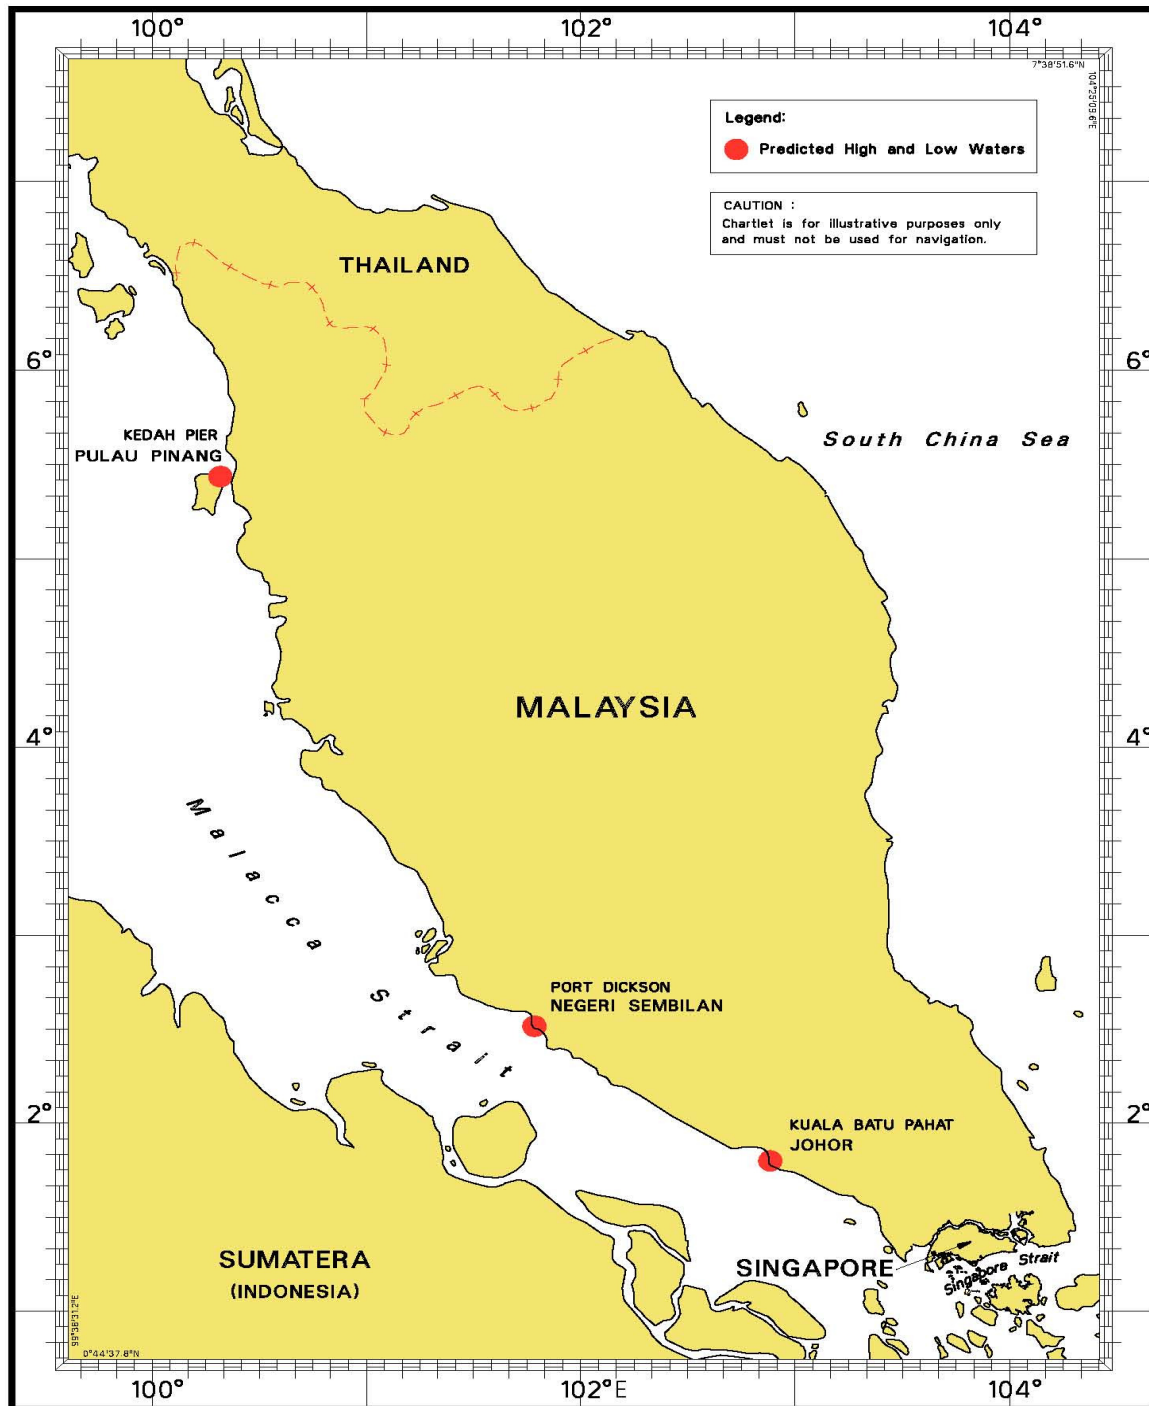 100°
102°
104°
7°38'51.6"N
104°25'09.6"E
Legend:
Predicted High and Low Waters
CAUTION :
Chartlet is for illustrative purposes only
and must not be used for navigation.
THAILAND
6°
6°
KEDAH PIER
PULAU PINANG
South China Sea
MALAYSIA
4°
4°
Malacca Strait
PORT DICKSON
NEGERI SEMBILAN
2°
2°
KUALA BATU PAHAT
JOHOR
SUMATERA
(INDONESIA)
SINGAPORE
Singapore Strait
99°38'31.2"E
0°44'37.8"N
100°
102°E
104°